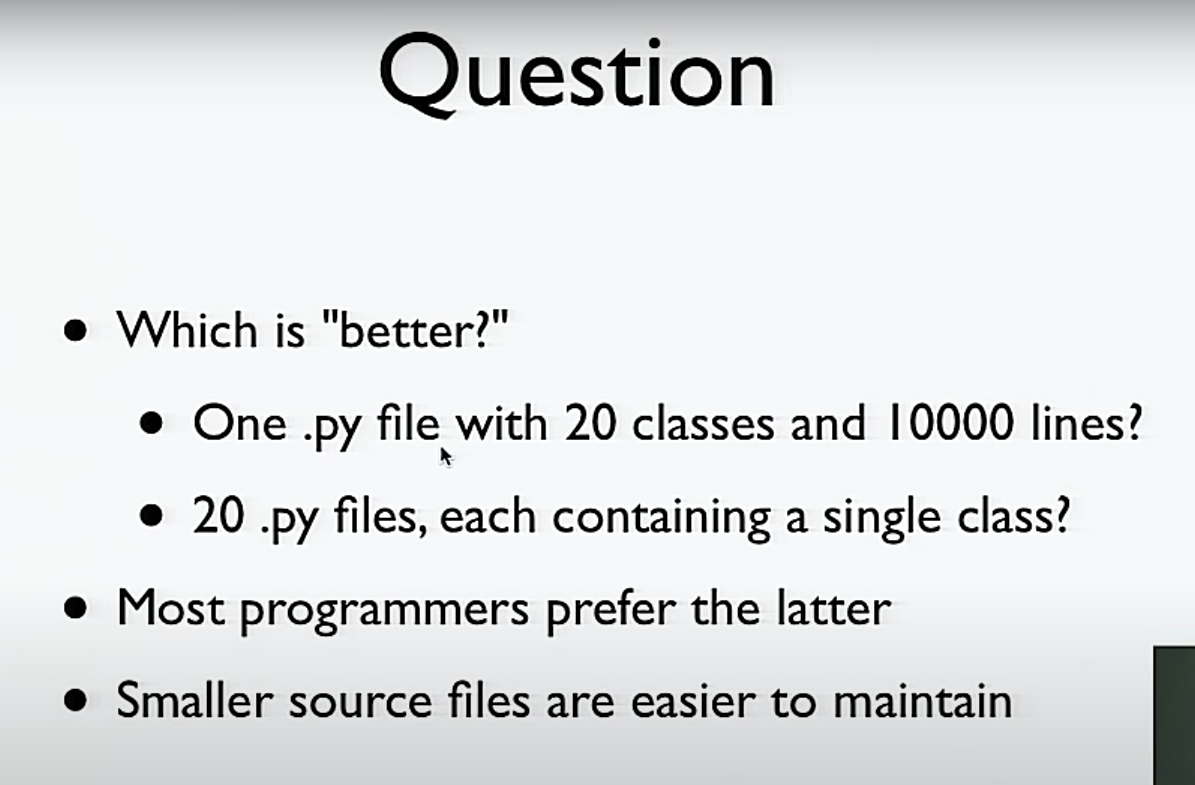 Question
• Which is "better?"
• One .py file with 20 classes and 10000 lines?
• 20 .py files, each containing a single class?
• Most programmers prefer the latter
• Smaller source files are easier to maintain